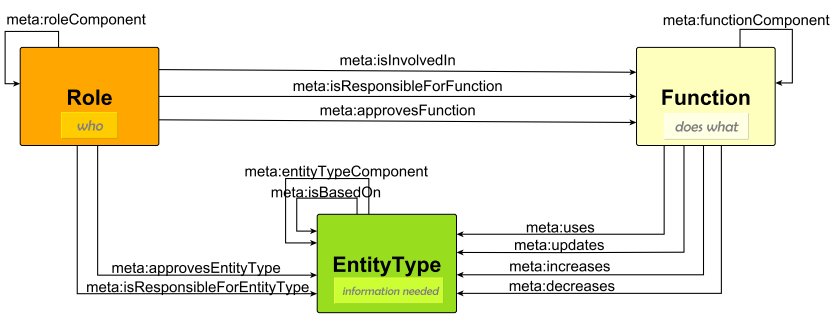 meta:roleComponent
meta:functionComponent
meta:isInvolvedIn
meta:isResponsibleForFunction
meta:approvesFunction
Role
who
Function
does what
meta:entityTypeComponent
meta:isBasedOn
meta:uses
meta:updates
meta:increases
meta:decreases
EntityType
information needed
meta:approvesEntityType
meta:isResponsibleForEntityType